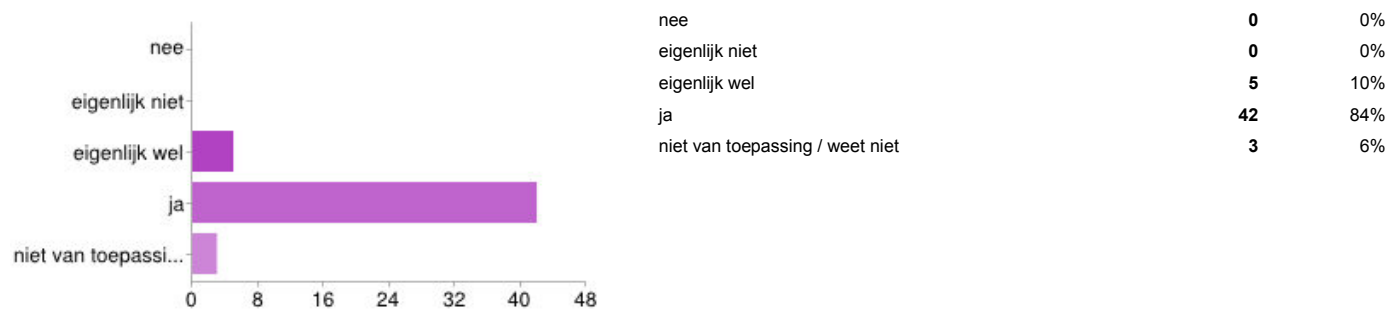 nee
eigenlijk niet
eigenlijk wel
ja
niet van toepassi...
0 8 16 24 32 40 48
nee 0 0%
eigenlijk niet 0 0%
eigenlijk wel 5 10%
ja 42 84%
niet van toepassing / weet niet 3 6%